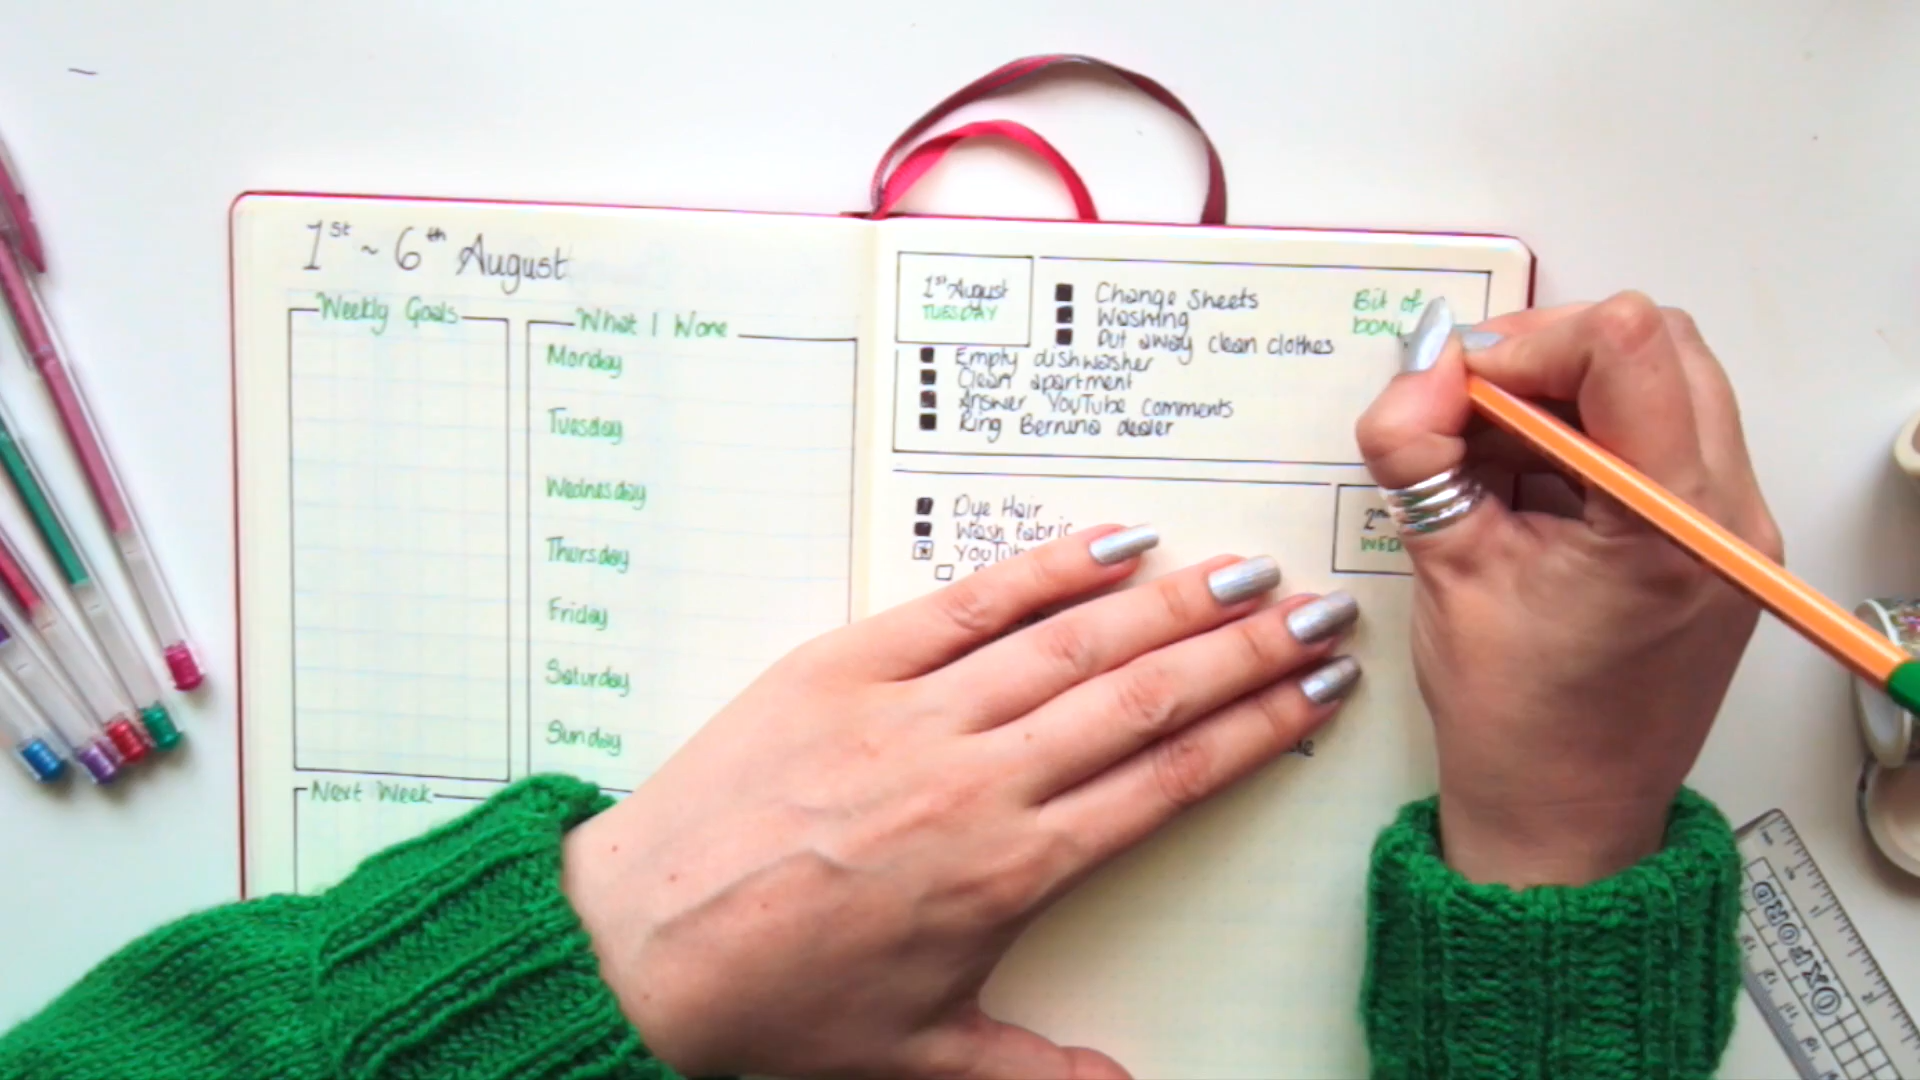 1st ~ 6th August
Weekly Goals
What I Wore
Monday
Tuesday
Wednesday
Thursday
Friday
Saturday
Sunday
Next Week
1st August
TUESDAY
Change Sheets
Washing
Put away clean clothes
Empty dishwasher
Clean apartment
Answer YouTube comments
Ring Bernina dealer
Bit of
Dye Hair
Wash fabric
OXFORD